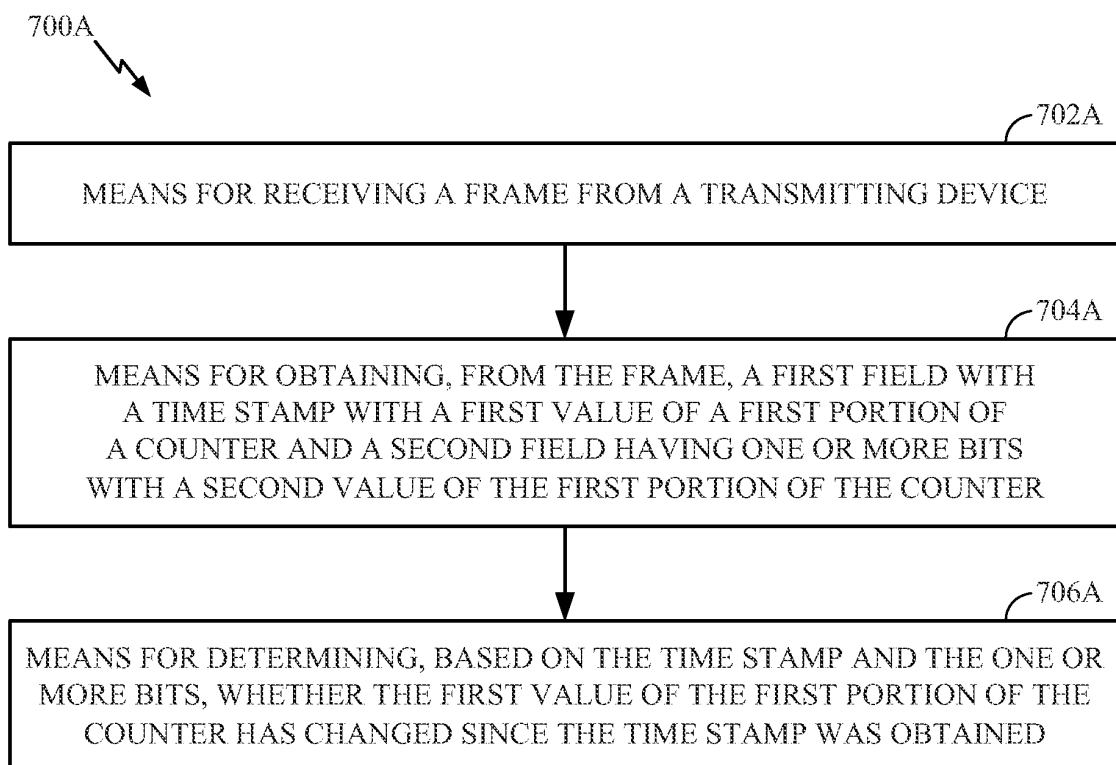 700A
702A
MEANS FOR RECEIVING A FRAME FROM A TRANSMITTING DEVICE
704A
MEANS FOR OBTAINING, FROM THE FRAME, A FIRST FIELD WITH
A TIME STAMP WITH A FIRST VALUE OF A FIRST PORTION OF
A COUNTER AND A SECOND FIELD HAVING ONE OR MORE BITS
WITH A SECOND VALUE OF THE FIRST PORTION OF THE COUNTER
706A
MEANS FOR DETERMINING, BASED ON THE TIME STAMP AND THE ONE OR
MORE BITS, WHETHER THE FIRST VALUE OF THE FIRST PORTION OF THE
COUNTER HAS CHANGED SINCE THE TIME STAMP WAS OBTAINED